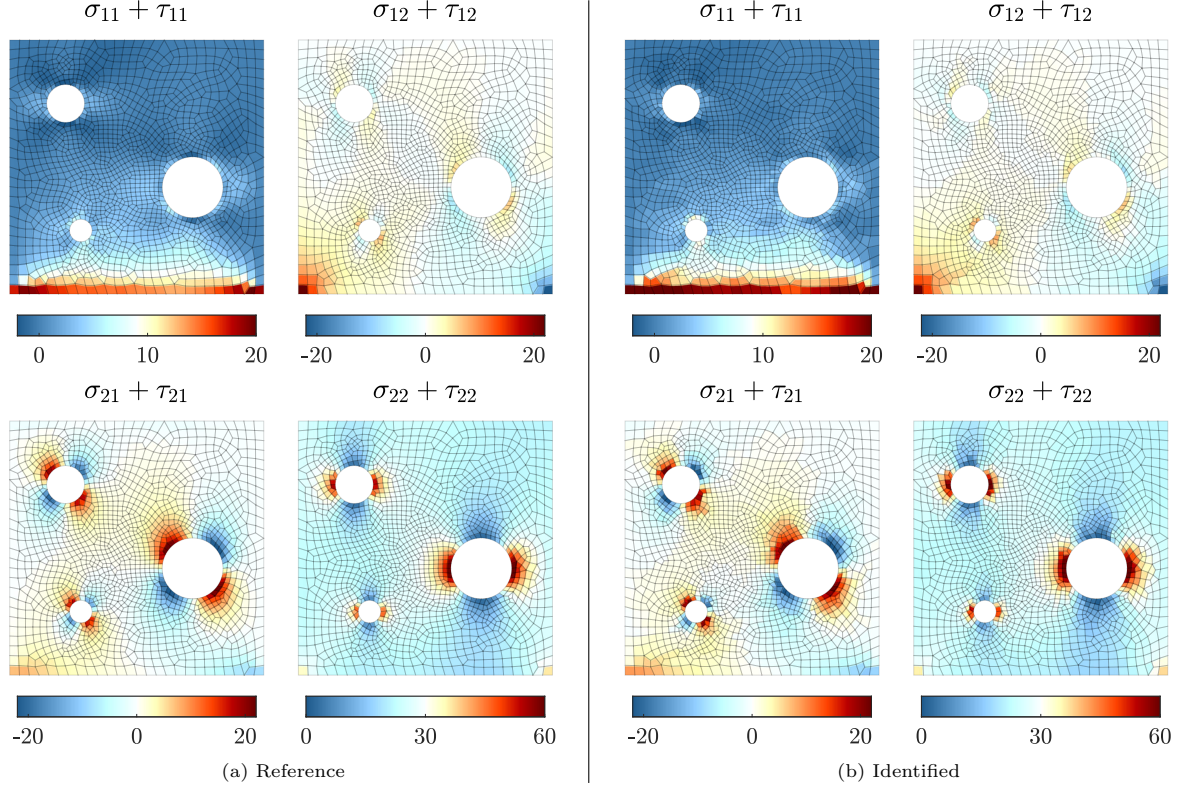 σ₁₁ + τ₁₁ σ₁₂ + τ₁₂ σ₁₁ + τ₁₁ σ₁₂ + τ₁₂
0 10 20 -20 0 20 0 10 20 -20 0 20
σ₂₁ + τ₂₁ σ₂₂ + τ₂₂ σ₂₁ + τ₂₁ σ₂₂ + τ₂₂
-20 0 20 0 30 60 -20 0 20 0 30 60
(a) Reference (b) Identified